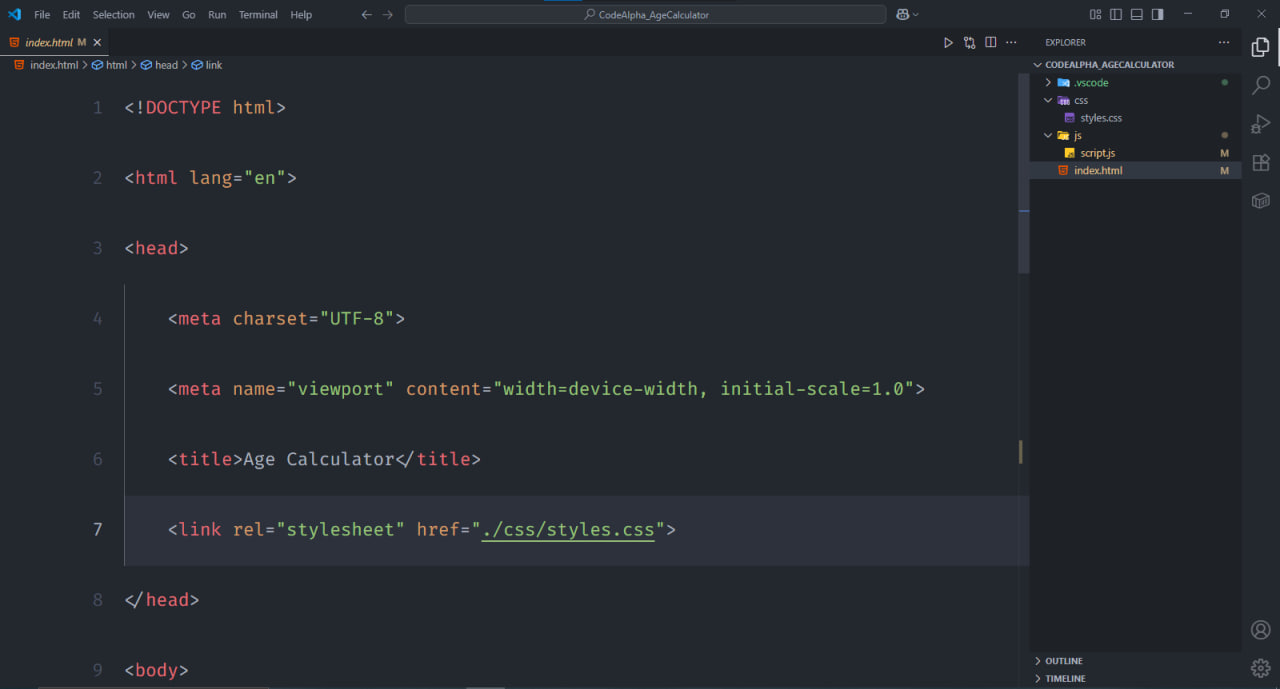 File Edit Selection View Go Run Terminal Help CodeAlpha_AgeCalculator
index.html M
index.html > html > head > link
1 <!DOCTYPE html>
2 <html lang="en">
3 <head>
4 <meta charset="UTF-8">
5 <meta name="viewport" content="width=device-width, initial-scale=1.0">
6 <title>Age Calculator</title>
7 <link rel="stylesheet" href="./css/styles.css">
8 </head>
9 <body>
EXPLORER
CODEALPHA_AGECALCULATOR
.vscode
css
styles.css
js
script.js M
index.html M
OUTLINE
TIMELINE